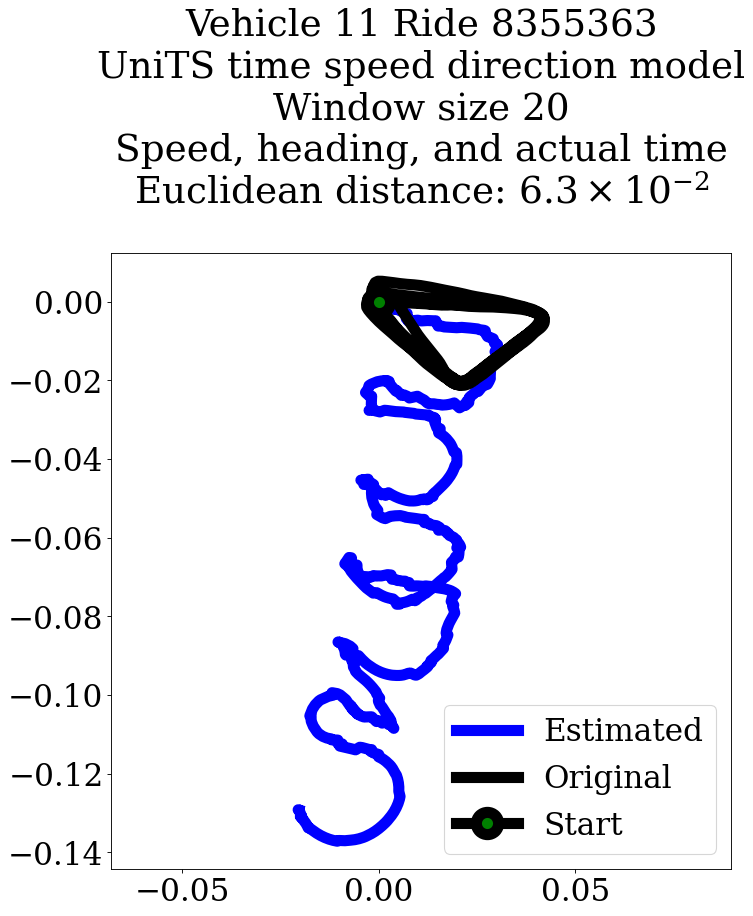 Vehicle 11 Ride 8355363
UniTS time speed direction model
Window size 20
Speed, heading, and actual time
Euclidean distance: 6.3 × 10⁻²
0.00
−0.02
−0.04
−0.06
−0.08
−0.10
−0.12
−0.14
−0.05
0.00
0.05
Estimated
Original
Start